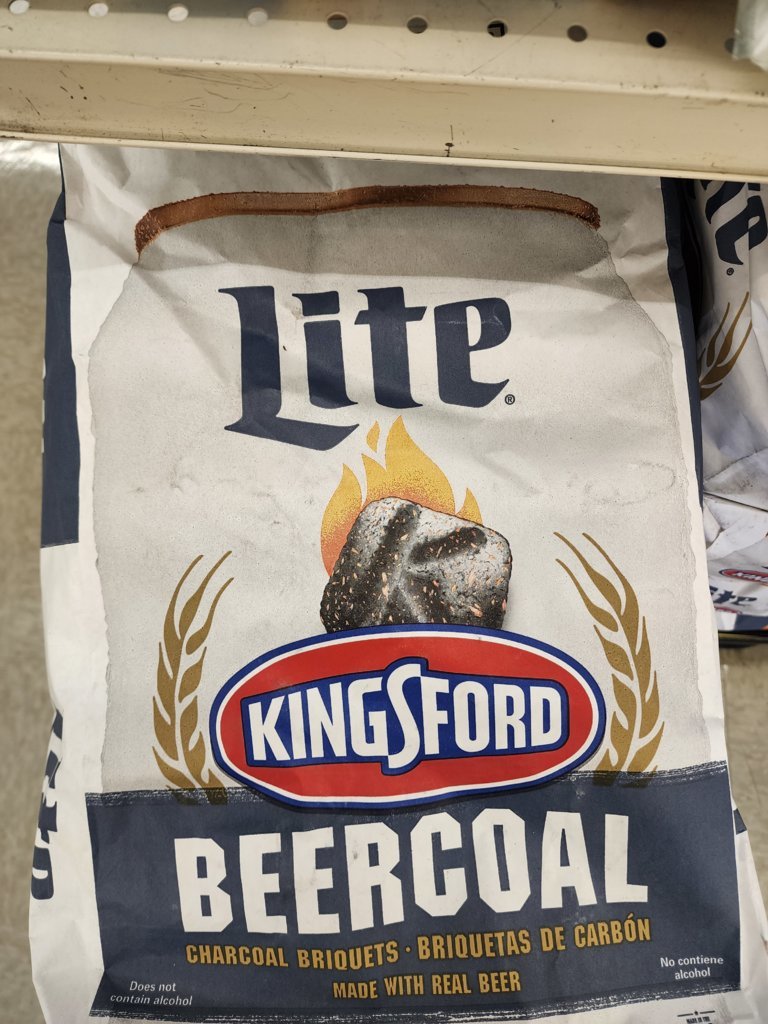 Lite®
K
KINGSFORD
BEERCOAL
CHARCOAL BRIQUETS · BRIQUETAS DE CARBÓN
MADE WITH REAL BEER
Does not
contain alcohol
No contiene
alcohol